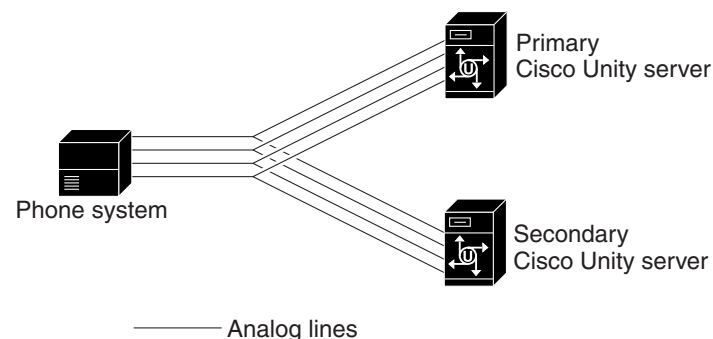 Primary
Cisco Unity server
U
Phone system
Secondary
Cisco Unity server
U
Analog lines